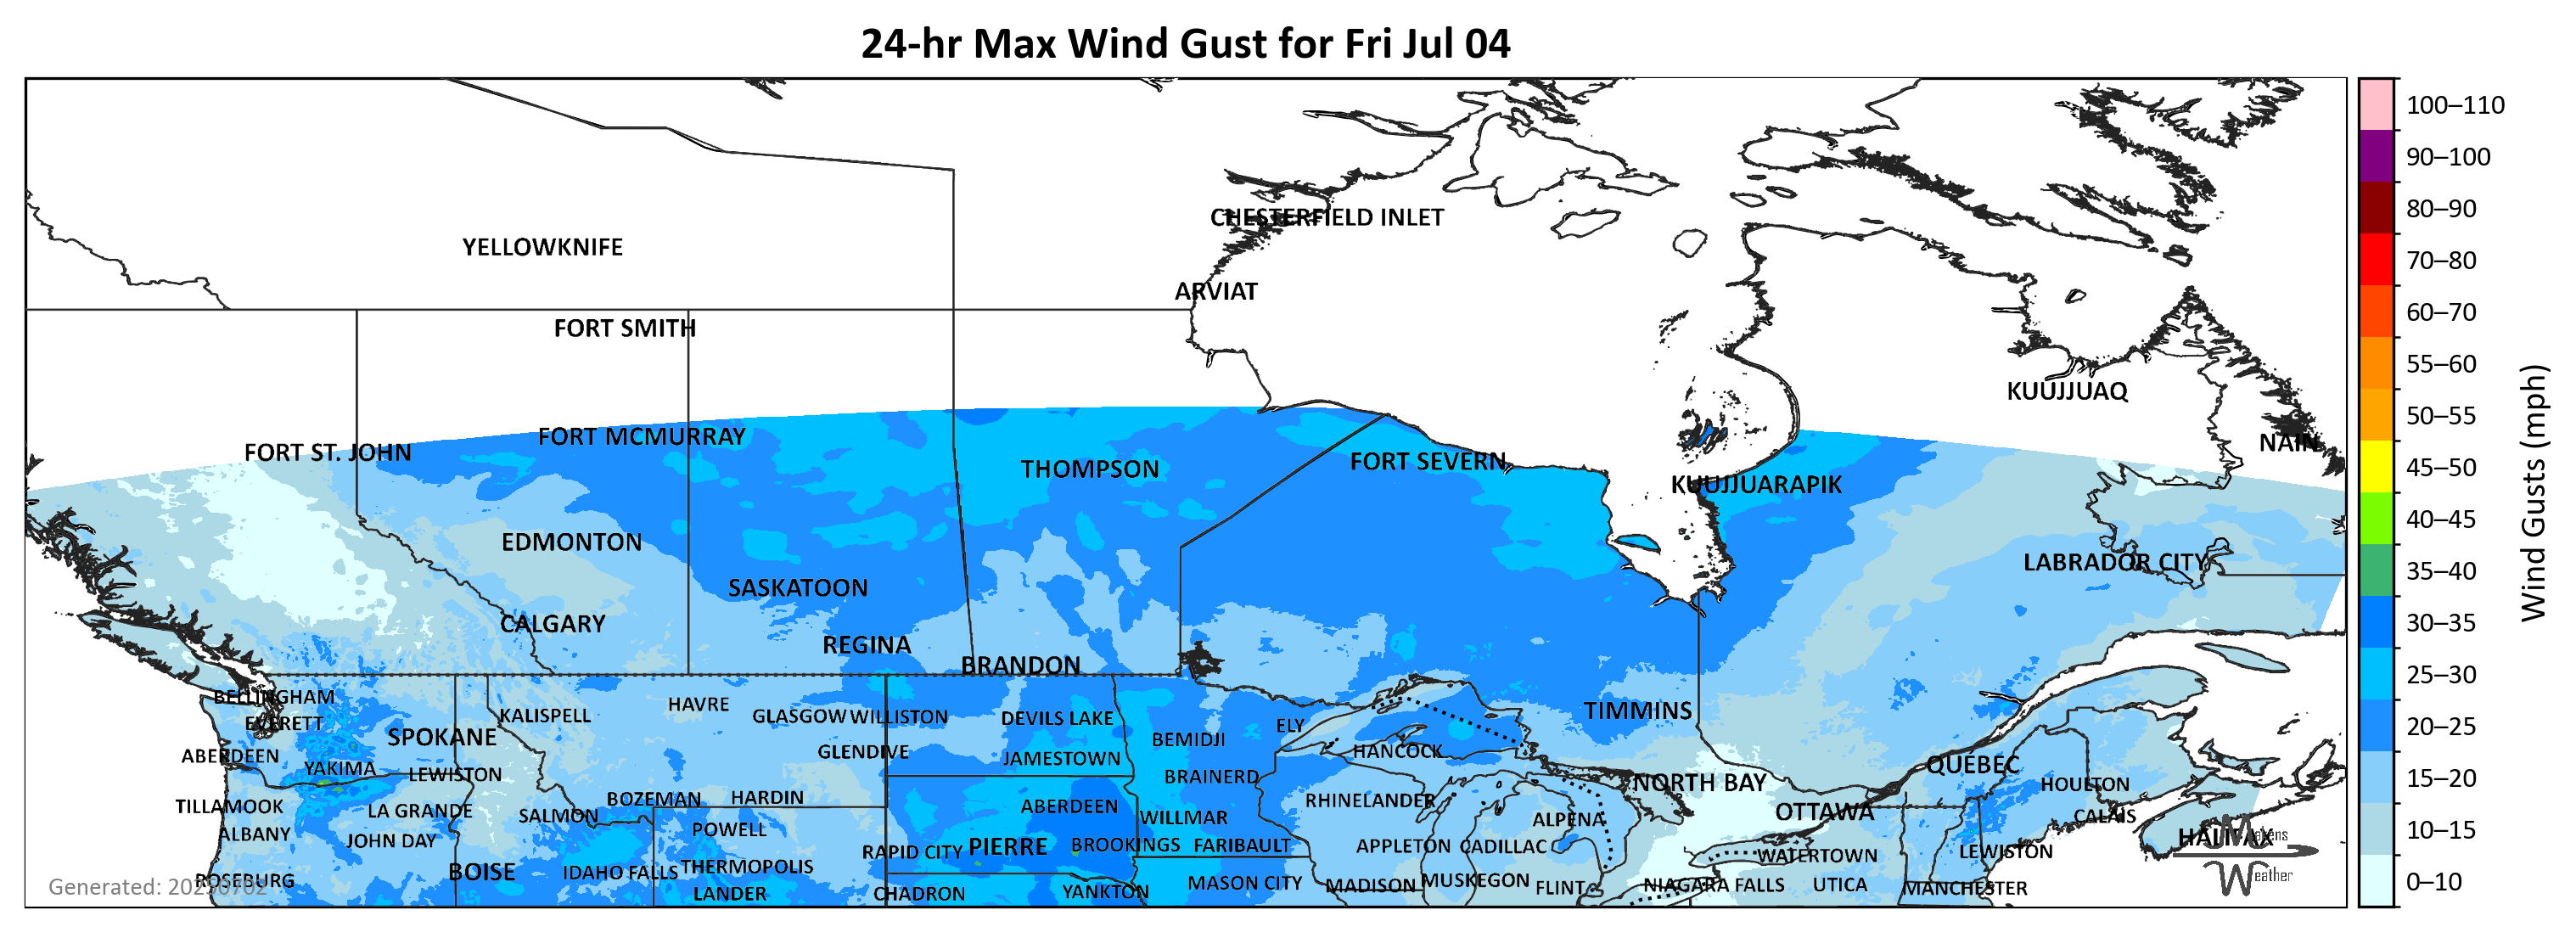 24-hr Max Wind Gust for Fri Jul 04
100–110
90–100
80–90
70–80
60–70
55–60
50–55
45–50
40–45
35–40
30–35
25–30
20–25
15–20
10–15
0–10
Wind Gusts (mph)
CHESTERFIELD INLET
YELLOWKNIFE
ARVIAT
FORT SMITH
KUUJJUAQ
FORT MCMURRAY
NAIN
FORT ST. JOHN
THOMPSON
FORT SEVERN
KUUJJUARAPIK
EDMONTON
LABRADOR CITY
SASKATOON
CALGARY
REGINA
BRANDON
BELLINGHAM
HAVRE
KALISPELL
GLASGOW WILLISTON
DEVILS LAKE
TIMMINS
EVERETT
ELY
SPOKANE
BEMIDJI
GLENDIVE
HANCOCK
ABERDEEN
JAMESTOWN
QUÉBEC
YAKIMA
LEWISTON
BRAINERD
NORTH BAY
HOULTON
BOZEMAN
HARDIN
RHINELANDER
TILLAMOOK
LA GRANDE
SALMON
ABERDEEN
WILLMAR
ALPENA
OTTAWA
CALAIS
ALBANY
JOHN DAY
POWELL
HALIFAX
Makens
RAPID CITY
PIERRE
BROOKINGS
FARIBAULT
APPLETON
CADILLAC
WATERTOWN
LEWISTON
BOISE
IDAHO FALLS
THERMOPOLIS
Weather
ROSEBURG
Generated: 20250702
LANDER
CHADRON
YANKTON
MASON CITY
MADISON
MUSKEGON
FLINT
NIAGARA FALLS
UTICA
MANCHESTER